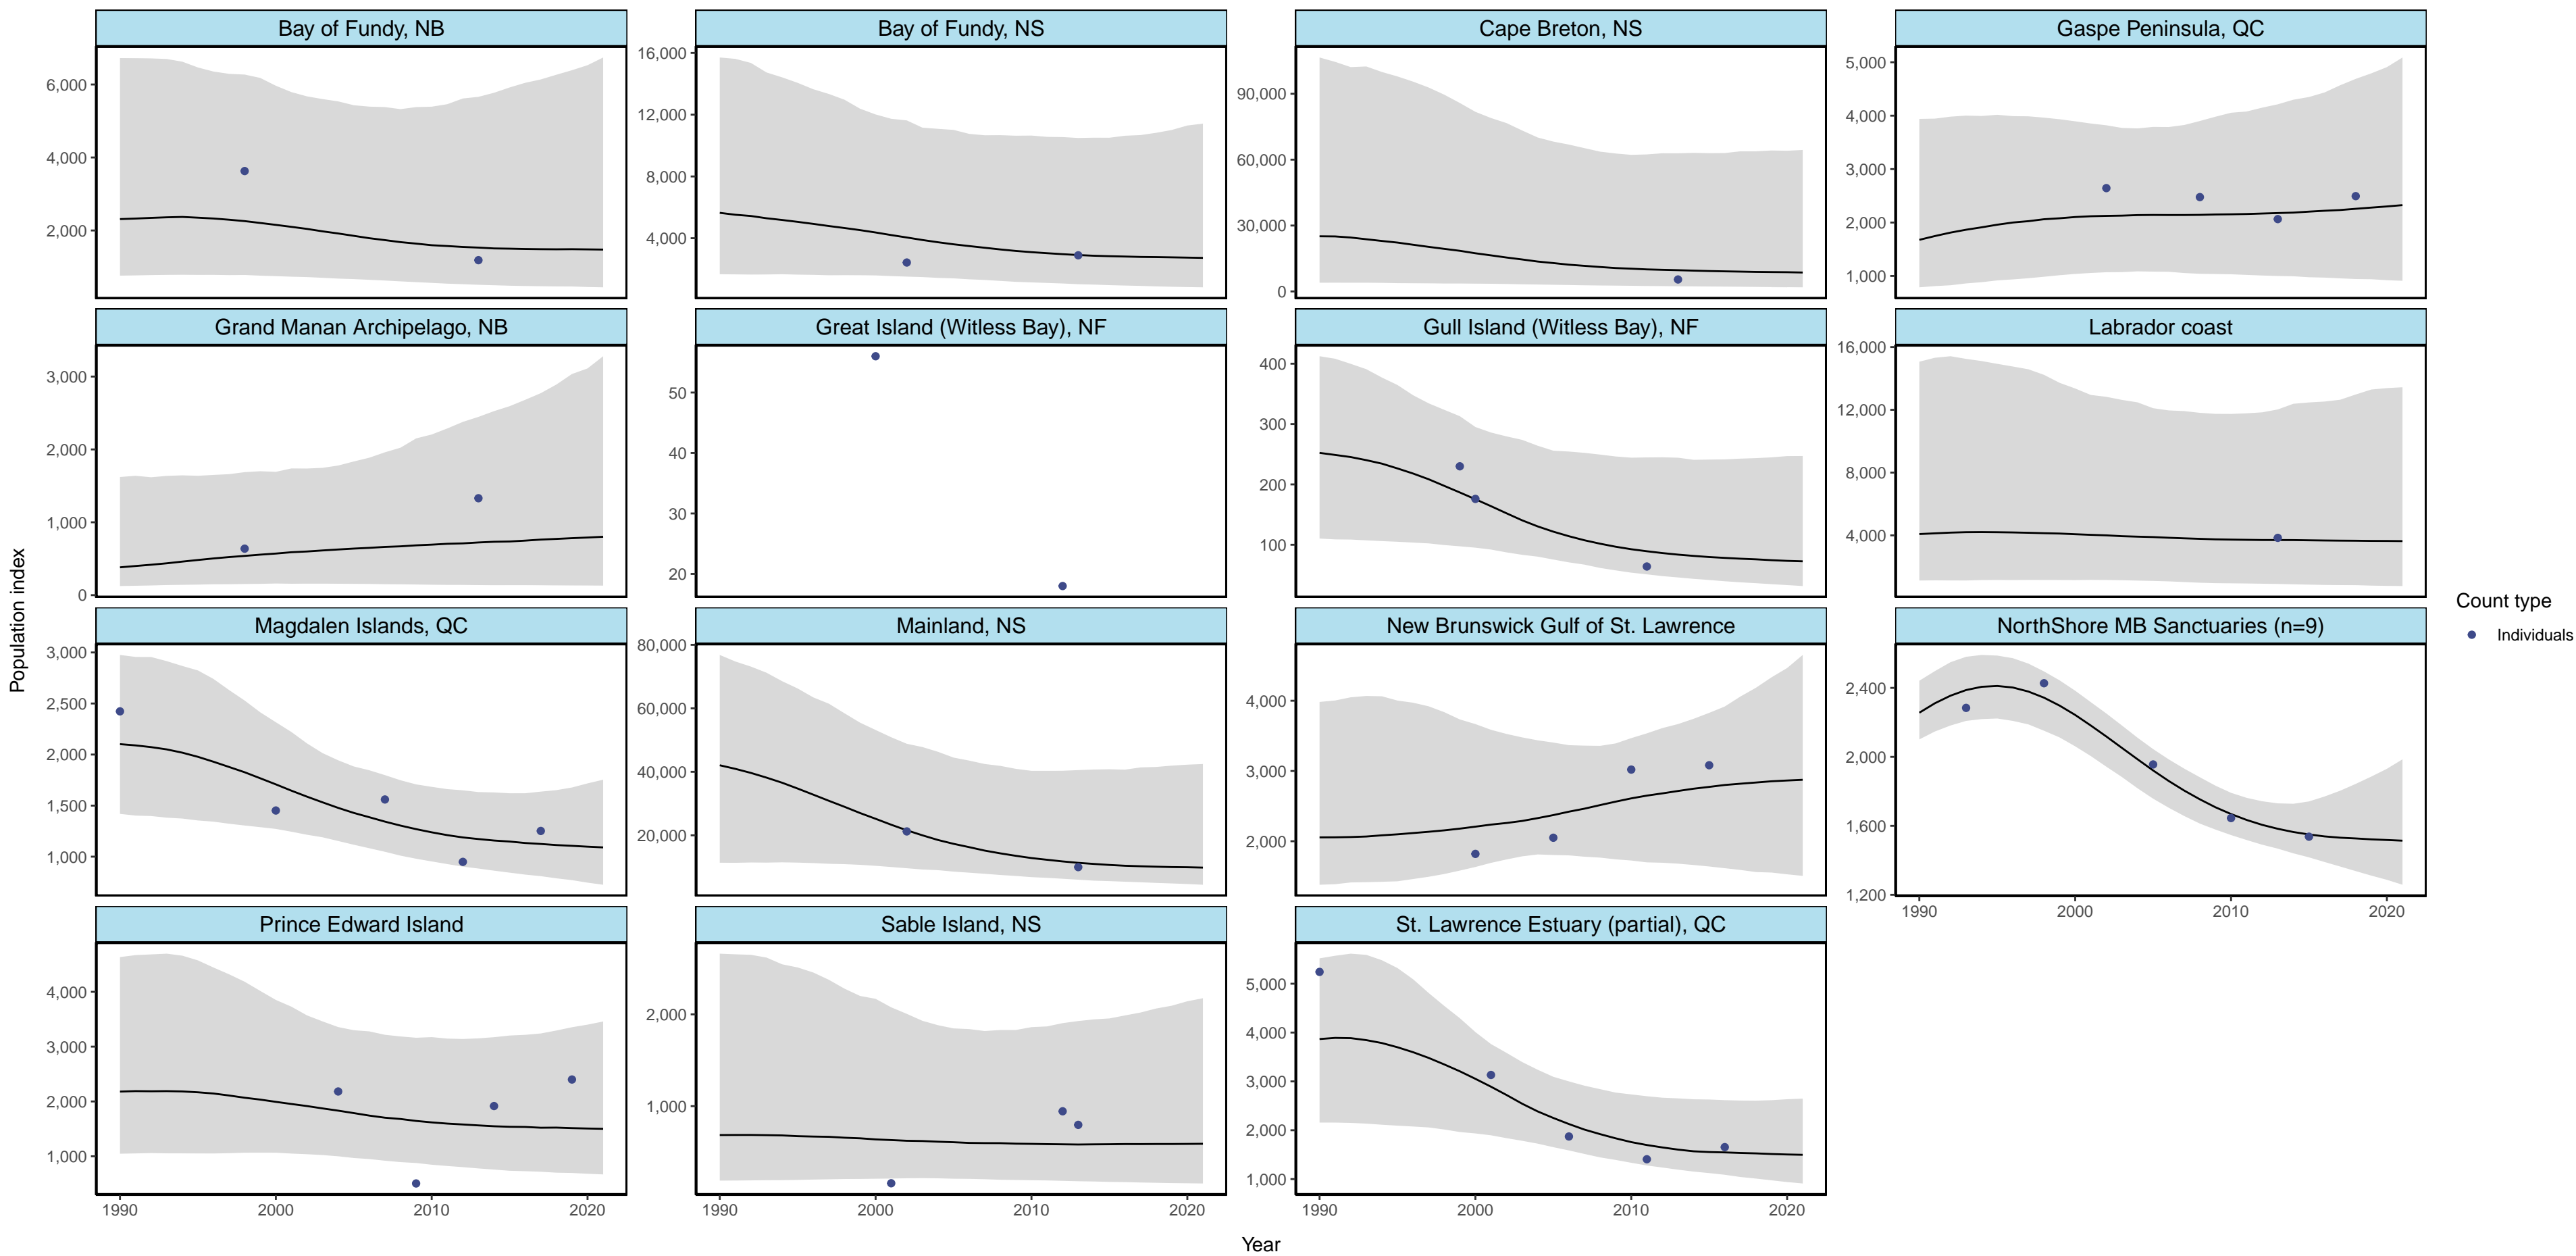 Bay of Fundy, NB
Bay of Fundy, NS
Cape Breton, NS
Gaspe Peninsula, QC
6,000
4,000
2,000
16,000
12,000
8,000
4,000
90,000
60,000
30,000
0
5,000
4,000
3,000
2,000
1,000
Grand Manan Archipelago, NB
Great Island (Witless Bay), NF
Gull Island (Witless Bay), NF
Labrador coast
3,000
2,000
1,000
0
50
40
30
20
400
300
200
100
16,000
12,000
8,000
4,000
Magdalen Islands, QC
Mainland, NS
New Brunswick Gulf of St. Lawrence
NorthShore MB Sanctuaries (n=9)
3,000
2,500
2,000
1,500
1,000
80,000
60,000
40,000
20,000
4,000
3,000
2,000
2,400
2,000
1,600
1,200
1990 2000 2010 2020
Prince Edward Island
Sable Island, NS
St. Lawrence Estuary (partial), QC
4,000
3,000
2,000
1,000
2,000
1,000
5,000
4,000
3,000
2,000
1,000
1990 2000 2010 2020
1990 2000 2010 2020
1990 2000 2010 2020
Year
Population index
Count type
Individuals